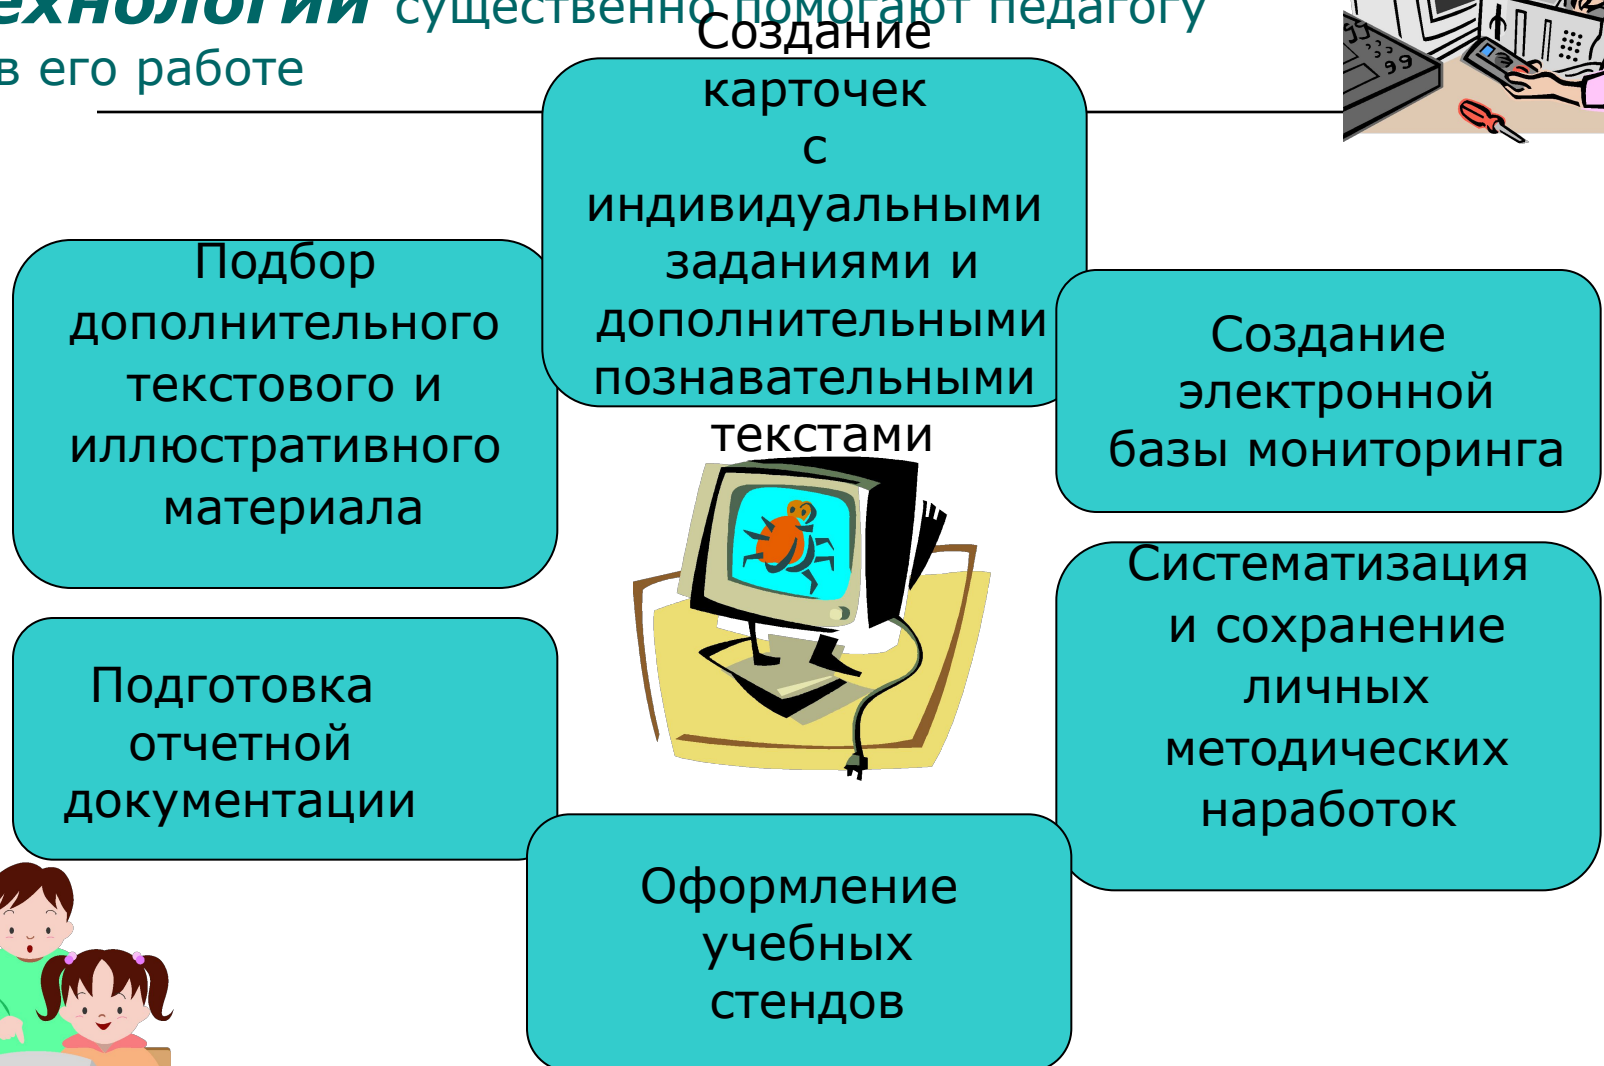 ехнологии существенно помогают педагогу
в его работе
Создание
карточек
с
индивидуальными
заданиями и
дополнительными
познавательными
текстами
Подбор
дополнительного
текстового и
иллюстративного
материала
Создание
электронной
базы мониторинга
Подготовка
отчетной
документации
Систематизация
и сохранение
личных
методических
наработок
Оформление
учебных
стендов